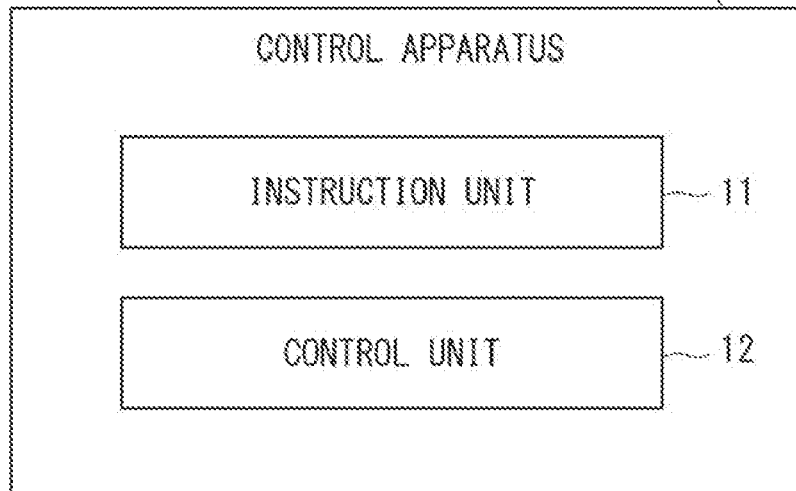 CONTROL APPARATUS
INSTRUCTION UNIT 11
CONTROL UNIT 12